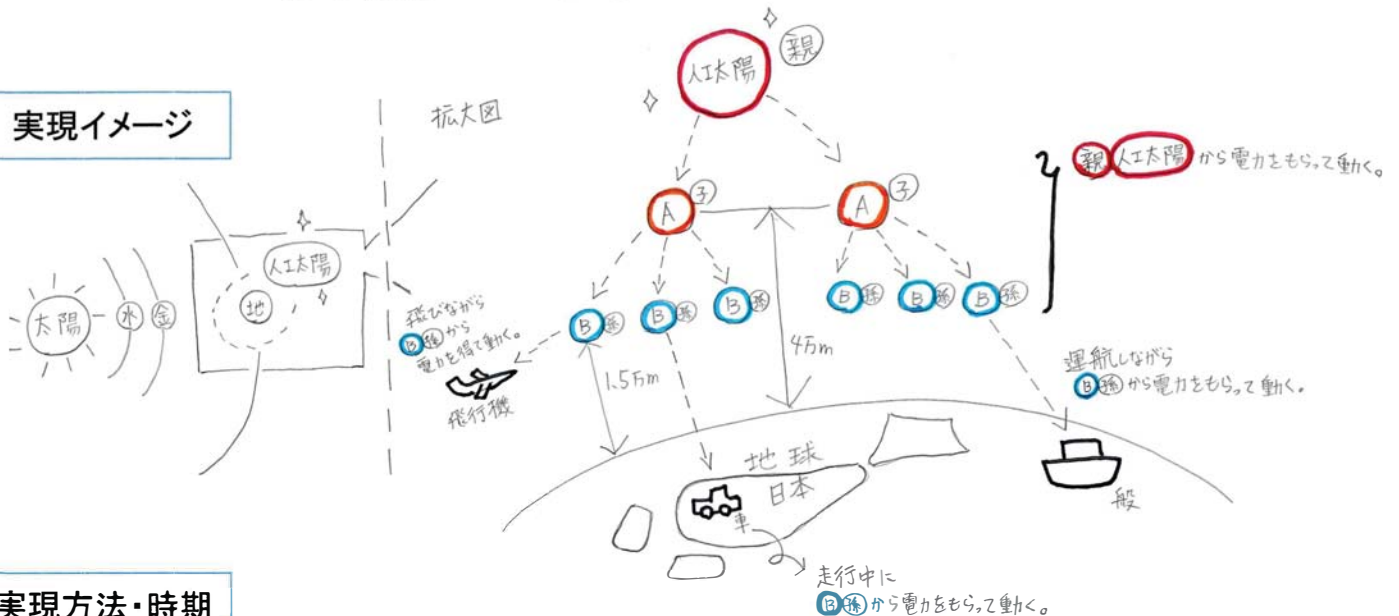 実現イメージ
拡大図
人工太陽 親
親 人工太陽 から電力をもらって動く。
A 子
A 子
人工太陽
太陽
水
金
地
飛びながら
B孫から
電力を得て動く。
飛行機
B 孫
B 孫
B 孫
B 孫
B 孫
B 孫
1.5万m
4万m
運航しながら
B孫から電力をもらって動く。
地球
日本
車
般
走行中に
B孫から電力をもらって動く。
実現方法・時期